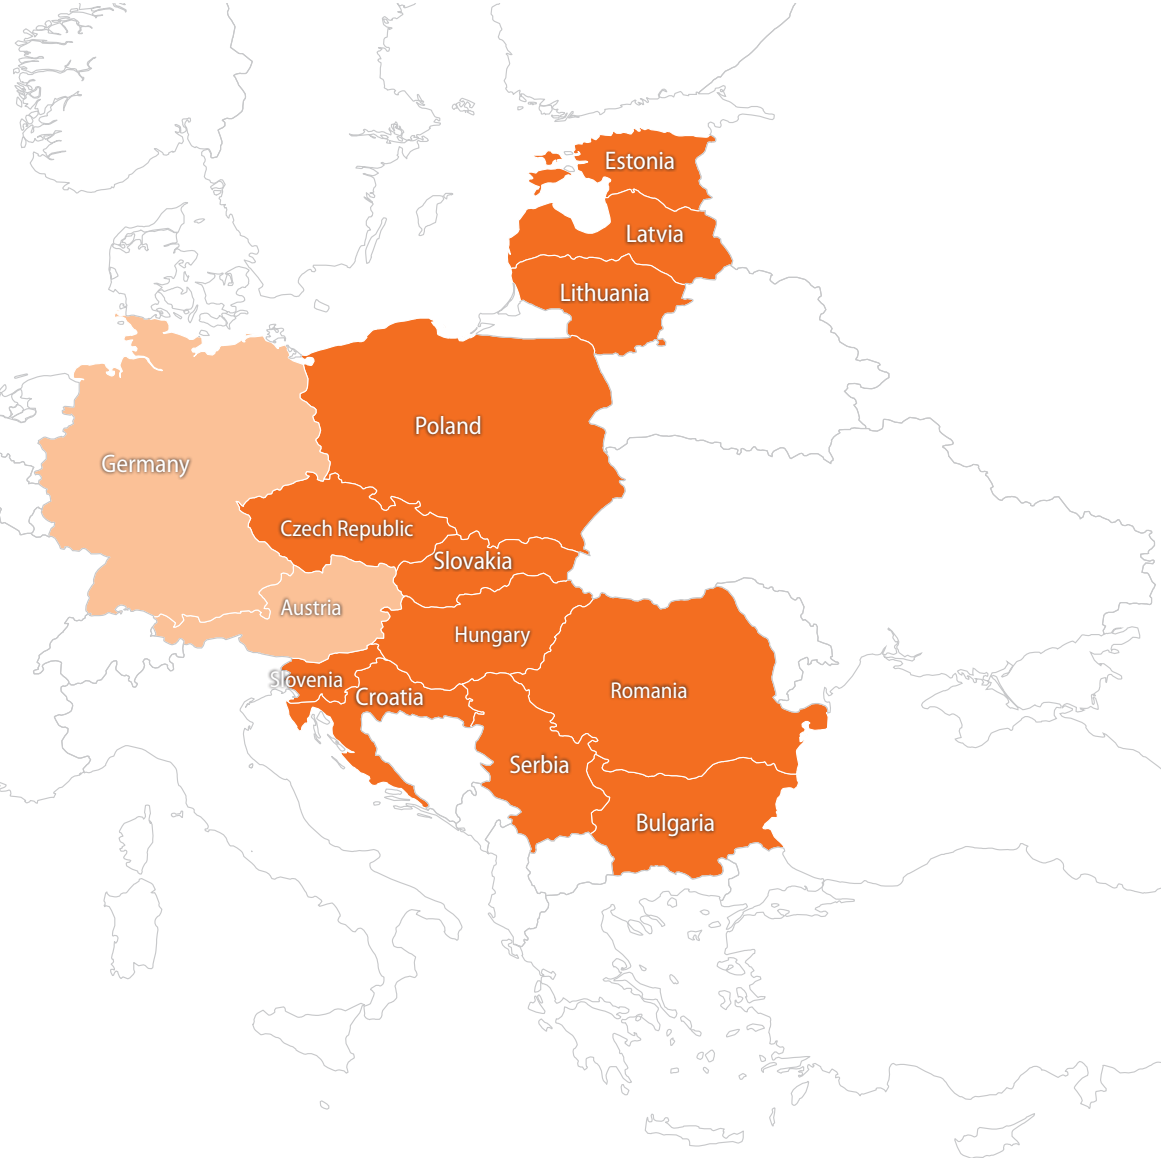 Estonia
Latvia
Lithuania
Poland
Germany
Czech Republic
Slovakia
Austria
Hungary
Slovenia
Croatia
Romania
Serbia
Bulgaria